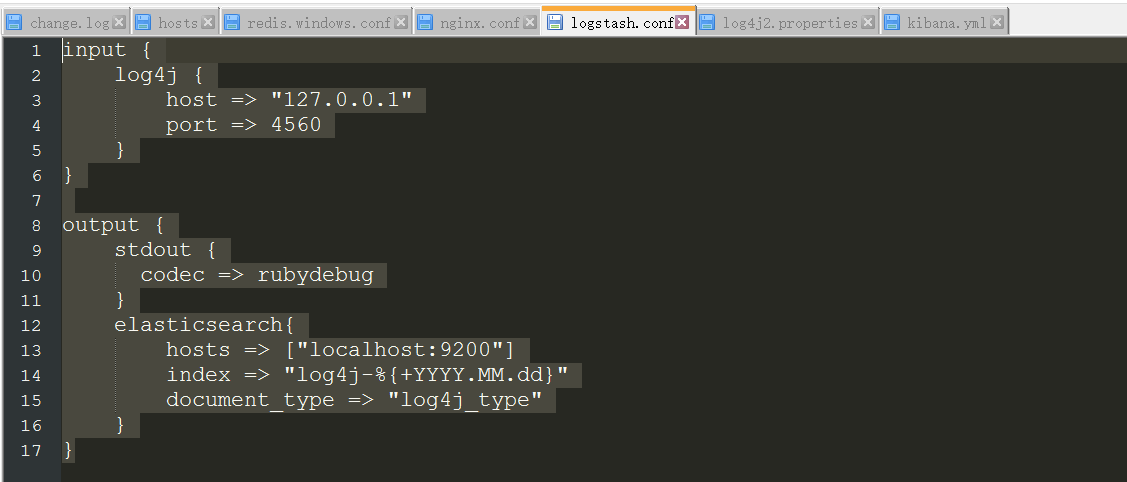 change.log hosts redis.windows.conf nginx.conf logstash.conf log4j2.properties kibana.yml
1 input {
2     log4j {
3         host => "127.0.0.1"
4         port => 4560
5     }
6 }
7
8 output {
9     stdout {
10       codec => rubydebug
11     }
12     elasticsearch{
13         hosts => ["localhost:9200"]
14         index => "log4j-%{+YYYY.MM.dd}"
15         document_type => "log4j_type"
16     }
17 }